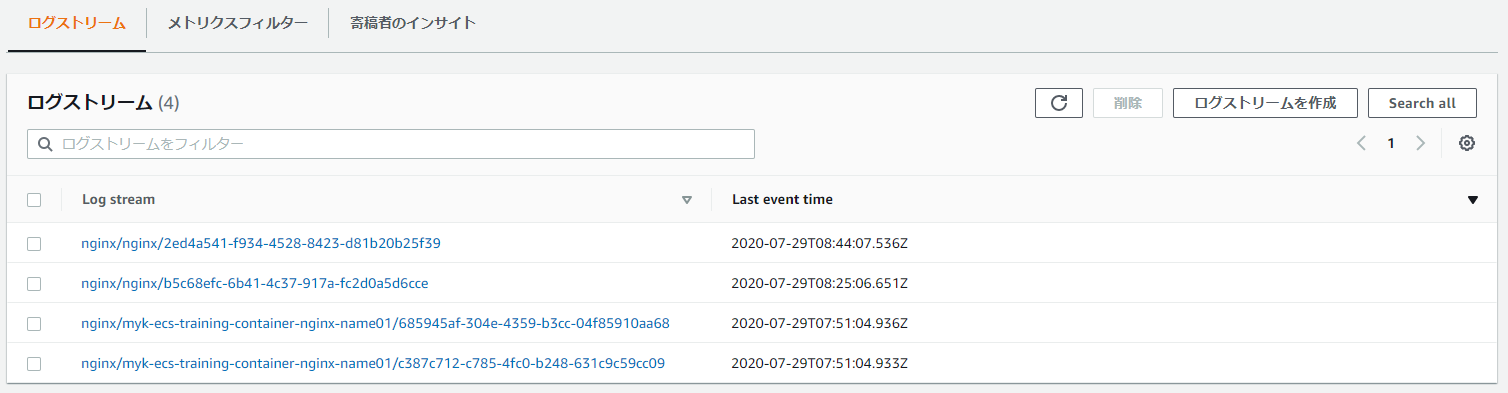 ログストリーム メトリクスフィルター 寄稿者のインサイト
ログストリーム (4) 削除 ログストリームを作成 Search all
ログストリームをフィルター 1
Log stream Last event time
nginx/nginx/2ed4a541-f934-4528-8423-d81b20b25f39 2020-07-29T08:44:07.536Z
nginx/nginx/b5c68efc-6b41-4c37-917a-fc2d0a5d6cce 2020-07-29T08:25:06.651Z
nginx/myk-ecs-training-container-nginx-name01/685945af-304e-4359-b3cc-04f85910aa68 2020-07-29T07:51:04.936Z
nginx/myk-ecs-training-container-nginx-name01/c387c712-c785-4fc0-b248-631c9c59cc09 2020-07-29T07:51:04.933Z